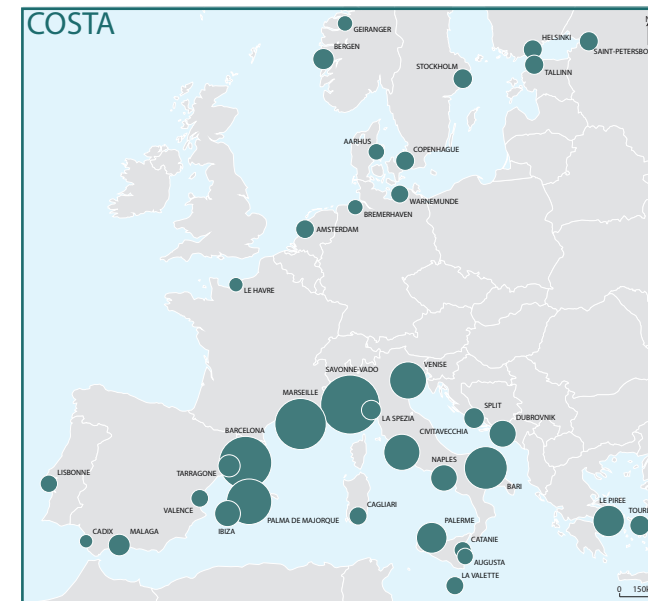 COSTA
N
GEIRANGER
BERGEN
HELSINKI
SAINT-PETERSBO
STOCKHOLM
TALLINN
AARHUS
COPENHAGUE
WARNEMUNDE
BREMERHAVEN
AMSTERDAM
LE HAVRE
SAVONNE-VADO
VENISE
MARSEILLE
LA SPEZIA
SPLIT
DUBROVNIK
BARCELONA
CIVITAVECCHIA
TARRAGONE
NAPLES
LISBONNE
BARI
VALENCE
CAGLIARI
LE PIREE
IBIZA
PALMA DE MAJORQUE
TOUR
PALERME
CADIX
MALAGA
CATANIE
AUGUSTA
LA VALETTE
0 150k